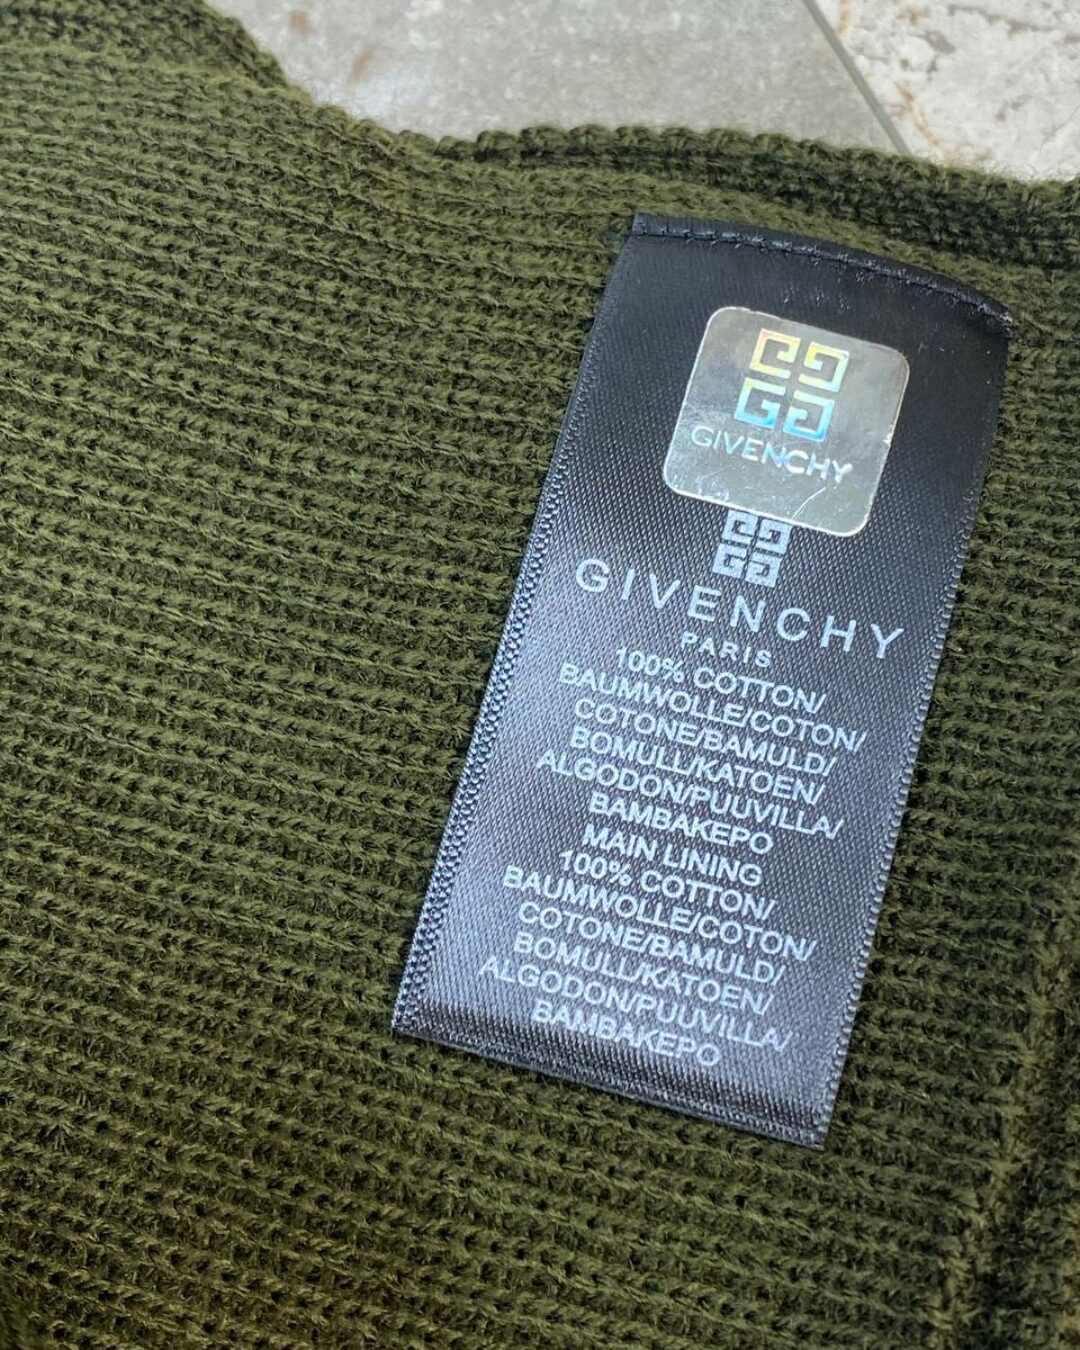 GIVENCHY
GIVENCHY
PARIS
100% COTTON/
BAUMWOLLE/COTON/
COTONE/BAMULD/
BOMULL/KATOEN/
ALGODON/PUUVILLA/
BAMBAKEPO
MAIN LINING
100% COTTON/
BAUMWOLLE/COTON/
COTONE/BAMULD/
BOMULL/KATOEN/
ALGODON/PUUVILLA/
BAMBAKEPO